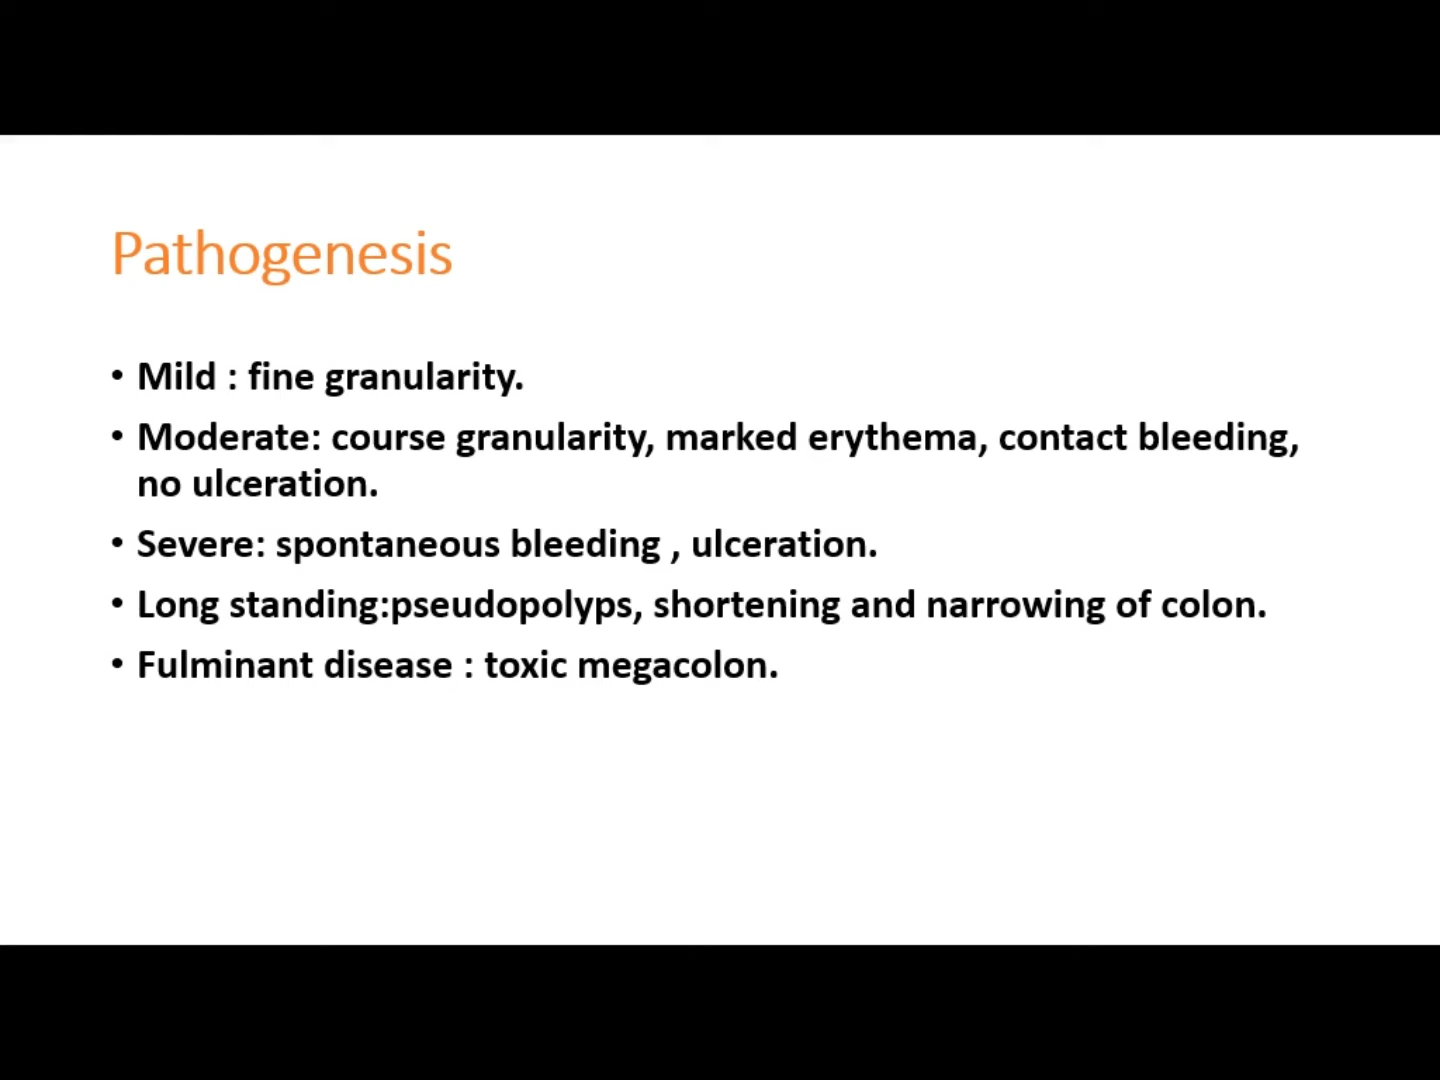 Pathogenesis
• Mild : fine granularity.
• Moderate: course granularity, marked erythema, contact bleeding,
no ulceration.
• Severe: spontaneous bleeding , ulceration.
• Long standing:pseudopolyps, shortening and narrowing of colon.
• Fulminant disease : toxic megacolon.